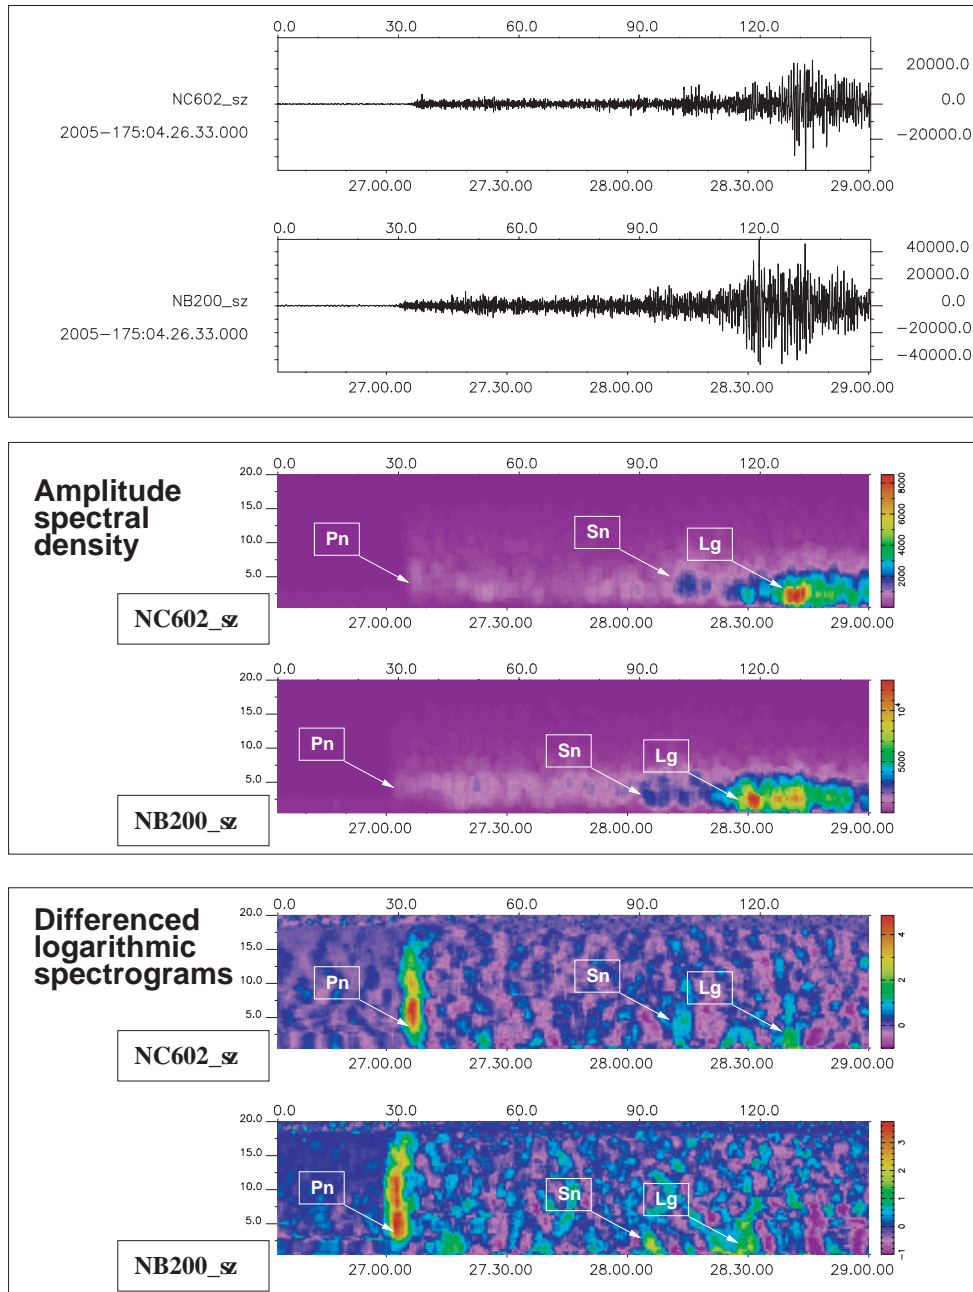 0.0 30.0 60.0 90.0 120.0
NC602_sz
2005-175:04.26.33.000
20000.0
0.0
-20000.0
27.00.00 27.30.00 28.00.00 28.30.00 29.00.00
0.0 30.0 60.0 90.0 120.0
NB200_sz
2005-175:04.26.33.000
40000.0
20000.0
0.0
-20000.0
-40000.0
27.00.00 27.30.00 28.00.00 28.30.00 29.00.00
Amplitude
spectral
density
0.0 30.0 60.0 90.0 120.0
20.0
15.0
10.0
5.0
Pn
Sn
Lg
8000
6000
4000
2000
NC602_sz
27.00.00 27.30.00 28.00.00 28.30.00 29.00.00
0.0 30.0 60.0 90.0 120.0
20.0
15.0
10.0
5.0
Pn
Sn
Lg
10⁴
5000
NB200_sz
27.00.00 27.30.00 28.00.00 28.30.00 29.00.00
Differenced
logarithmic
spectrograms
0.0 30.0 60.0 90.0 120.0
20.0
15.0
10.0
5.0
Pn
Sn
Lg
4
2
0
NC602_sz
27.00.00 27.30.00 28.00.00 28.30.00 29.00.00
0.0 30.0 60.0 90.0 120.0
20.0
15.0
10.0
5.0
Pn
Sn
Lg
3
2
1
0
-1
NB200_sz
27.00.00 27.30.00 28.00.00 28.30.00 29.00.00